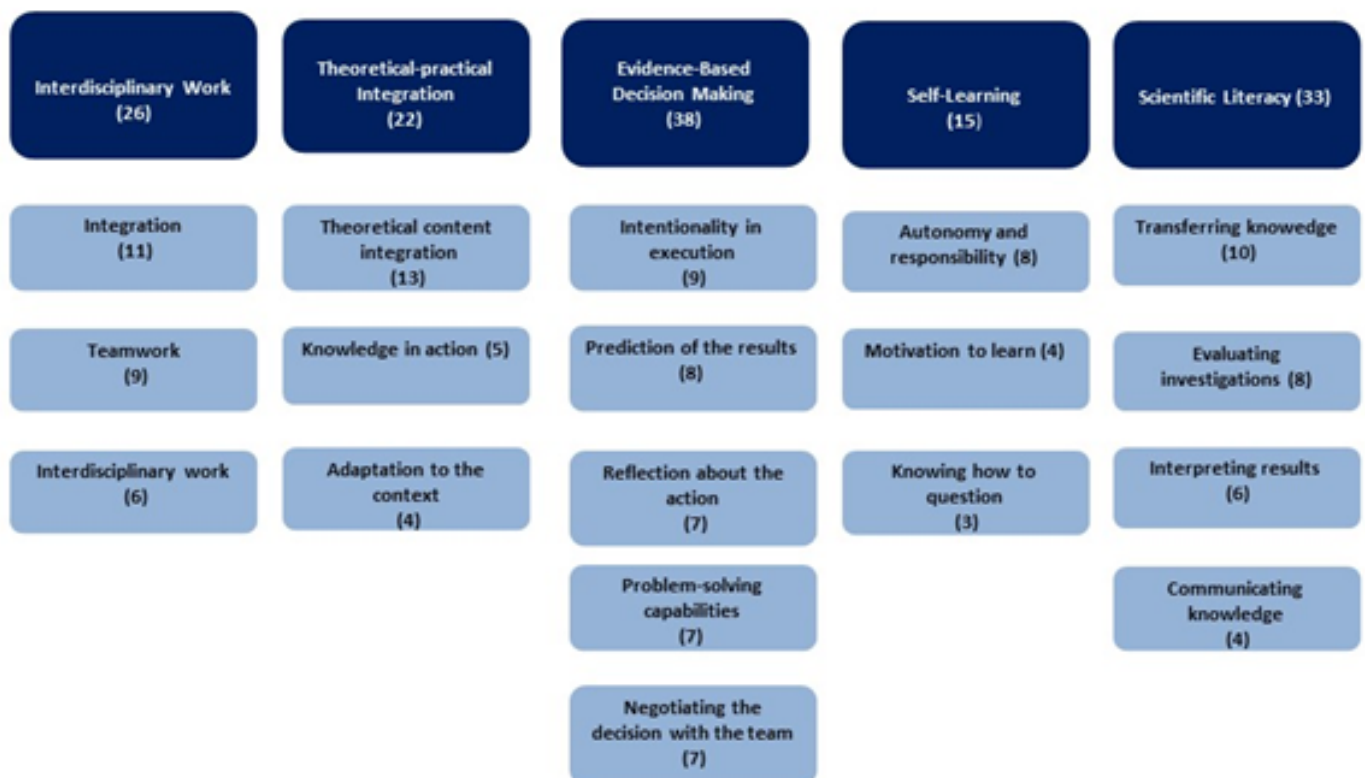 Interdisciplinary Work
(26)
Theoretical-practical
Integration
(22)
Evidence-Based
Decision Making
(38)
Self-Learning
(15)
Scientific Literacy (33)
Integration
(11)
Theoretical content
integration
(13)
Intentionality in
execution
(9)
Autonomy and
responsibility (8)
Transferring knowedge
(10)
Teamwork
(9)
Knowledge in action (5)
Prediction of the results
(8)
Motivation to learn (4)
Evaluating
investigations (8)
Interdisciplinary work
(6)
Adaptation to the
context
(4)
Reflection about the
action
(7)
Knowing how to
question
(3)
Interpreting results
(6)
Problem-solving
capabilities
(7)
Communicating
knowledge
(4)
Negotiating the
decision with the team
(7)